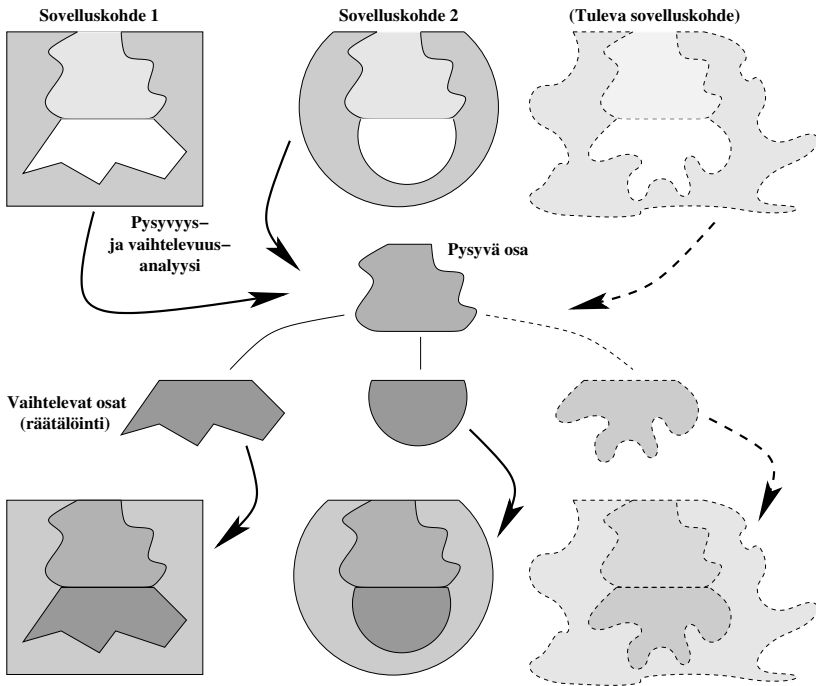 Sovelluskohde 1
Sovelluskohde 2
(Tuleva sovelluskohde)
Pysyvyys–
ja vaihtelevuus–
analyysi
Pysyvä osa
Vaihtelevat osat
(räätälöinti)